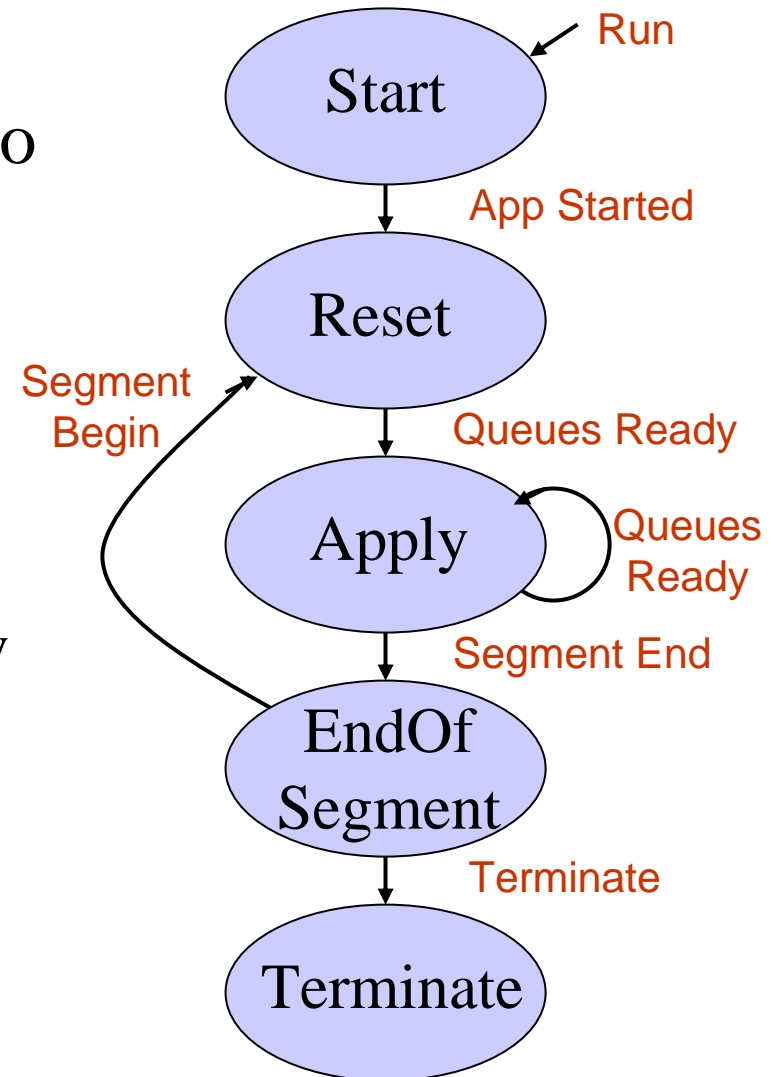 Run
Start
o
App Started
Reset
Segment
Begin
Queues Ready
Apply
Queues
Ready
Segment End
EndOf
Segment
Terminate
Terminate